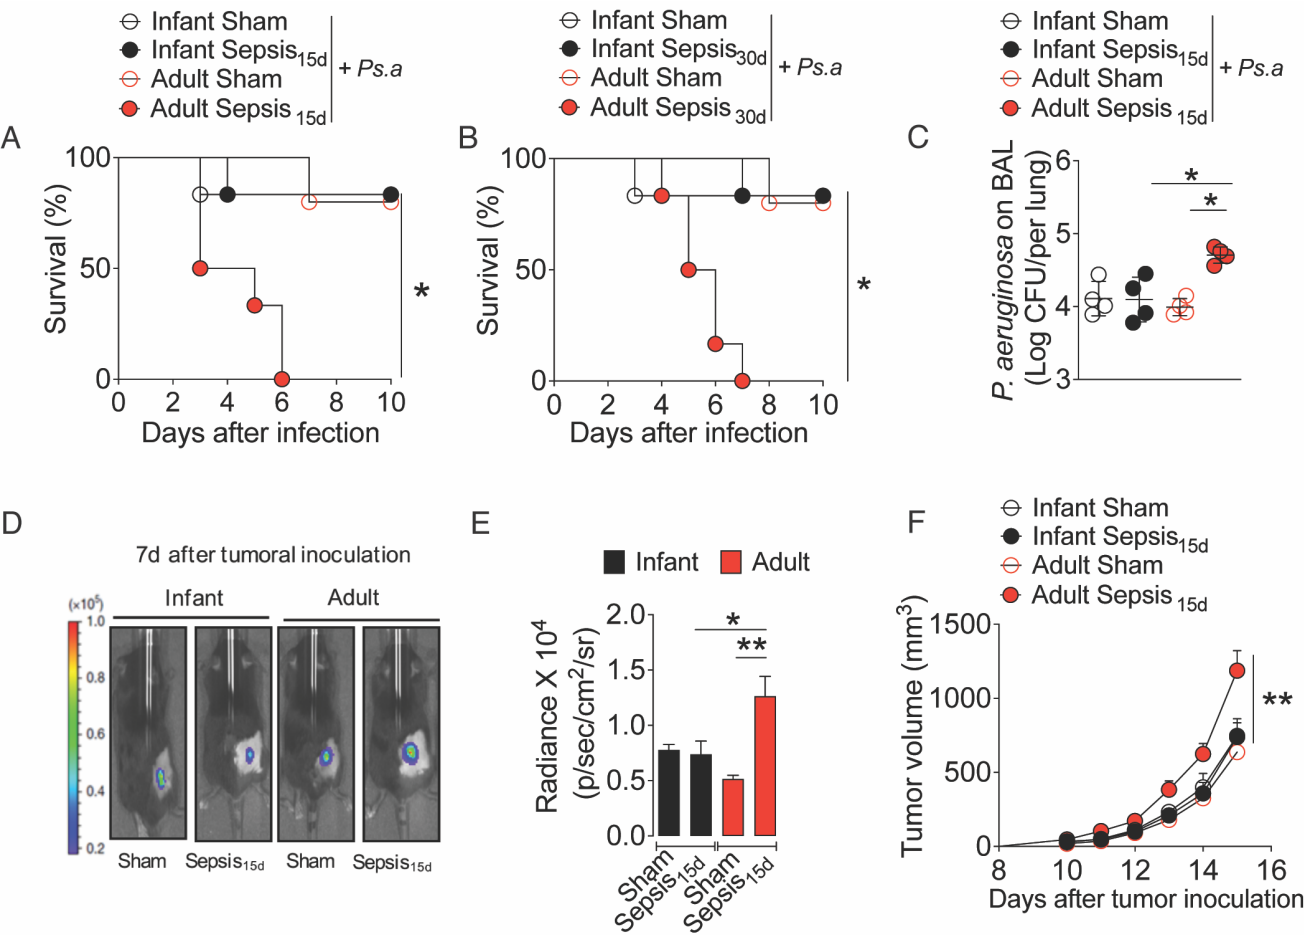 Infant Sham
Infant Sepsis15d
Adult Sham
Adult Sepsis 15d
+ Ps.a
A
Survival (%)
100
50
0
0 2 4 6 8 10
Days after infection
*
Infant Sham
Infant Sepsis30d
Adult Sham
Adult Sepsis 30d
+ Ps.a
B
Survival (%)
100
50
0
0 2 4 6 8 10
Days after infection
*
Infant Sham
Infant Sepsis15d
Adult Sham
Adult Sepsis 15d
+ Ps.a
C
P. aeruginosa on BAL
(Log CFU/per lung)
6
5
4
3
*
*
D
7d after tumoral inoculation
Infant Adult
(×10⁵)
1.0
0.8
0.6
0.4
0.2
Sham Sepsis15d Sham Sepsis15d
E
Infant Adult
Radiance X 10⁴
(p/sec/cm²/sr)
2.0
1.5
1.0
0.5
0.0
*
**
Sham
Sepsis15d
Sham
Sepsis15d
F
Infant Sham
Infant Sepsis15d
Adult Sham
Adult Sepsis 15d
Tumor volume (mm³)
1500
1000
500
0
8 10 12 14 16
Days after tumor inoculation
**